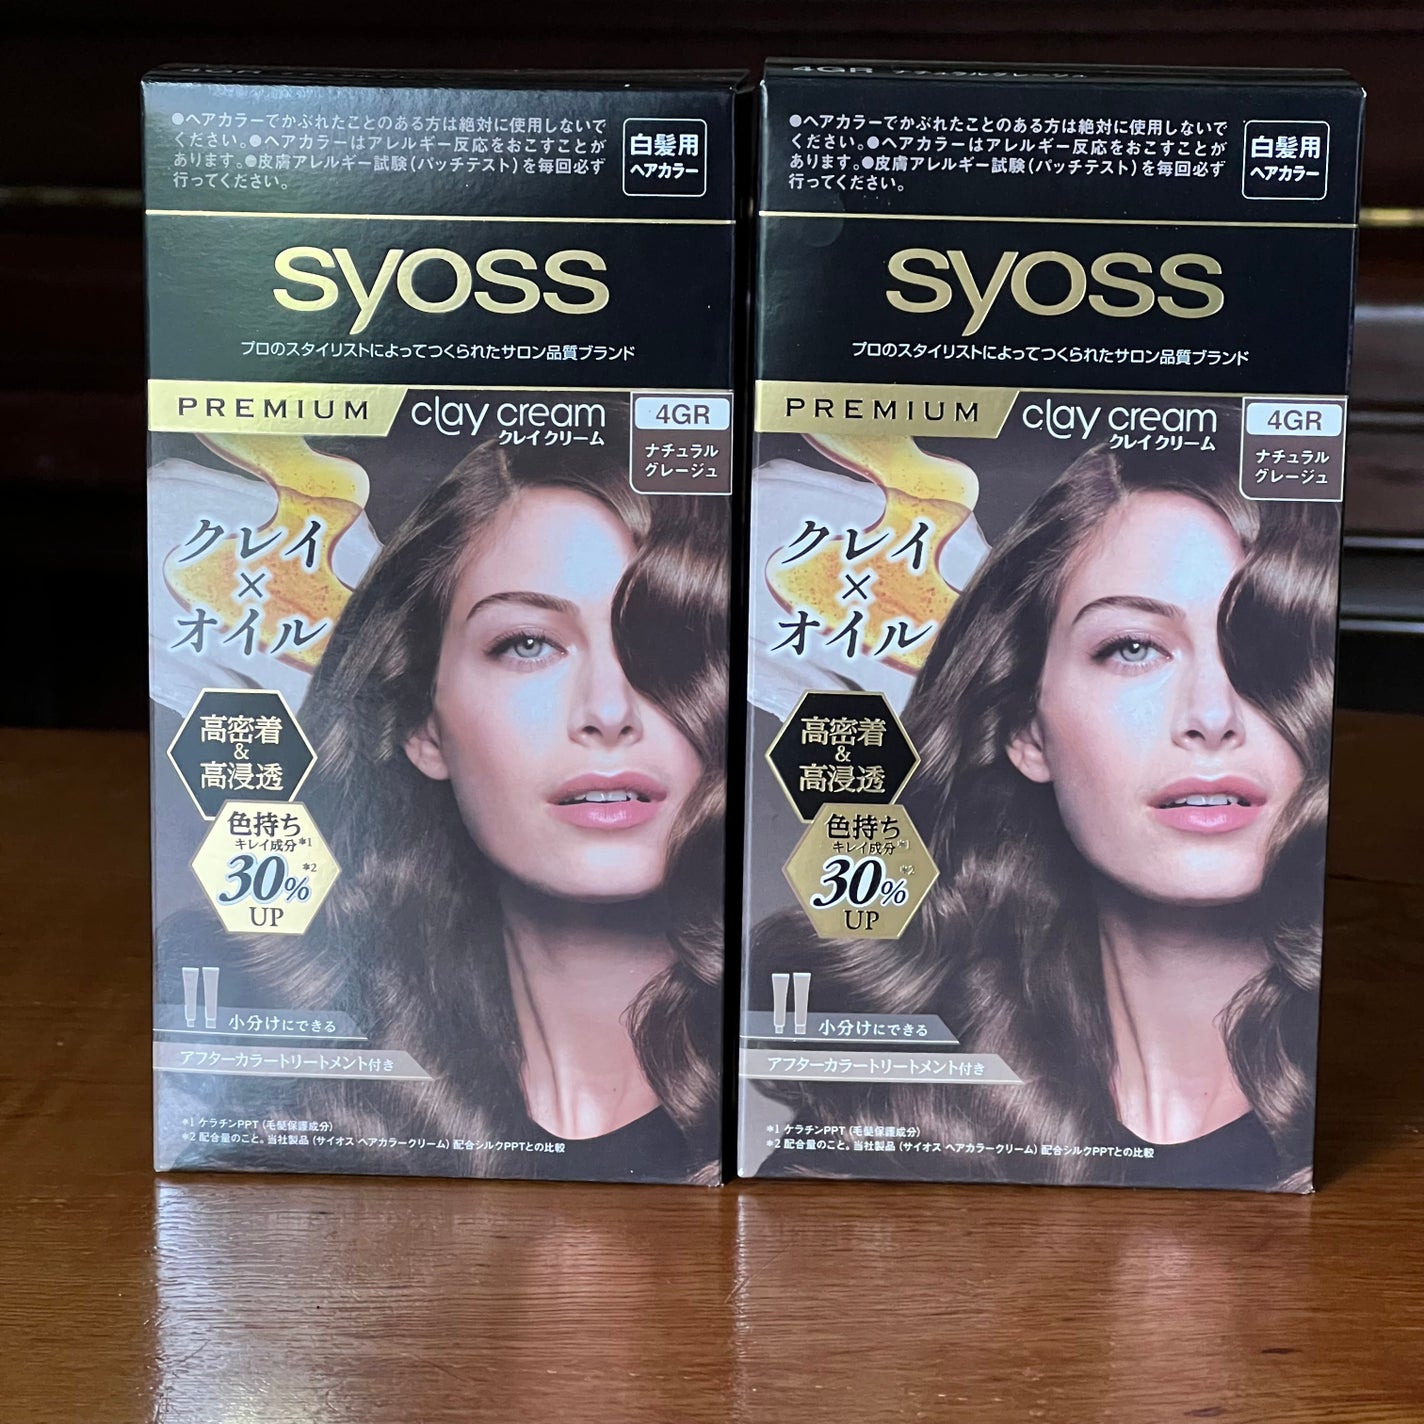 ●ヘアカラーでかぶれたことのある方は絶対に使用しないで
ください。●ヘアカラーはアレルギー反応をおこすことが
あります。●皮膚アレルギー試験(パッチテスト)を毎回必ず
行ってください。
白髪用
ヘアカラー
syoss
プロのスタイリストによってつくられたサロン品質ブランド
PREMIUM
clay cream
クレイクリーム
4GR
ナチュラル
グレージュ
クレイ
×
オイル
高密着
&
高浸透
色持ち
キレイ成分*1
30%*2
UP
小分けにできる
アフターカラートリートメント付き
*1 ケラチンPPT (毛髪保護成分)
*2 配合量のこと。当社製品 (サイオス ヘアカラークリーム) 配合シルクPPTとの比較
4GR ナチュラルグレージュ
●ヘアカラーでかぶれたことのある方は絶対に使用しないで
ください。●ヘアカラーはアレルギー反応をおこすことが
あります。●皮膚アレルギー試験(パッチテスト)を毎回必ず
行ってください。
白髪用
ヘアカラー
syoss
プロのスタイリストによってつくられたサロン品質ブランド
PREMIUM
clay cream
クレイクリーム
4GR
ナチュラル
グレージュ
クレイ
×
オイル
高密着
&
高浸透
色持ち
キレイ成分*1
30%*2
UP
小分けにできる
アフターカラートリートメント付き
*1 ケラチンPPT (毛髪保護成分)
*2 配合量のこと。当社製品 (サイオス ヘアカラークリーム) 配合シルクPPTとの比較